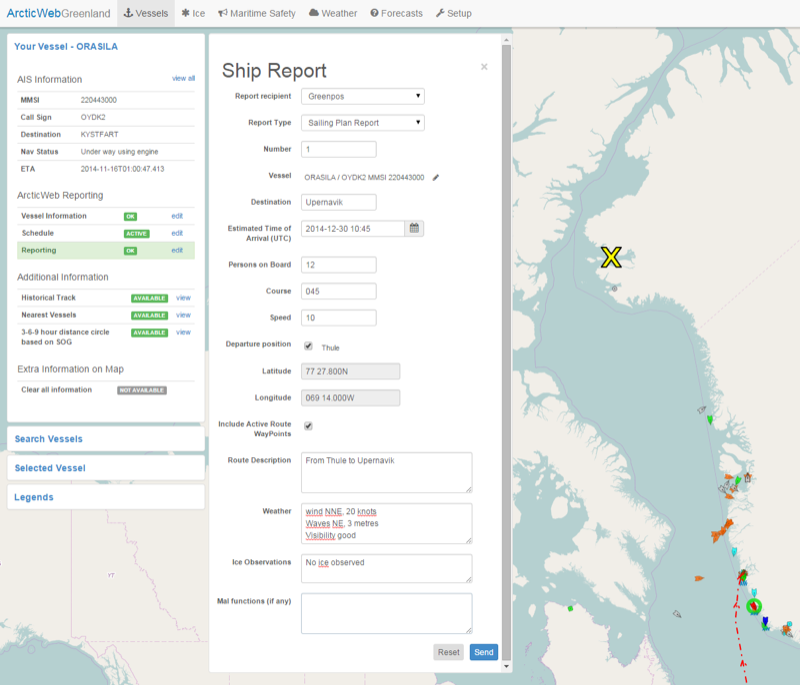 ArcticWebGreenland Vessels Ice Maritime Safety Weather Forecasts Setup
Your Vessel - ORASILA
AIS Information view all
MMSI 220443000
Call Sign OYDK2
Destination KYSTFART
Nav Status Under way using engine
ETA 2014-11-16T01:00:47.413
ArcticWeb Reporting
Vessel Information OK edit
Schedule ACTIVE edit
Reporting OK edit
Additional Information
Historical Track AVAILABLE view
Nearest Vessels AVAILABLE view
3-6-9 hour distance circle AVAILABLE view
based on SOG
Extra Information on Map
Clear all information NOT AVAILABLE
Search Vessels
Selected Vessel
Legends
Ship Report ×
Report recipient Greenpos
Report Type Sailing Plan Report
Number 1
Vessel ORASILA / OYDK2 MMSI 220443000
Destination Upernavik
Estimated Time of 2014-12-30 10:45
Arrival (UTC)
Persons on Board 12
Course 045
Speed 10
Departure position Thule
Latitude 77 27.800N
Longitude 069 14.000W
Include Active Route
WayPoints
Route Description From Thule to Upernavik
Weather wind NNE, 20 knots
Waves NE, 3 metres
Visibility good
Ice Observations No ice observed
Mal functions (if any)
Reset Send
X
YT